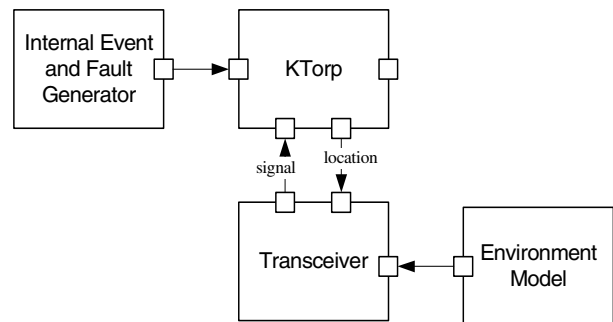 Internal Event
and Fault
Generator
KTorp
signal
location
Transceiver
Environment
Model